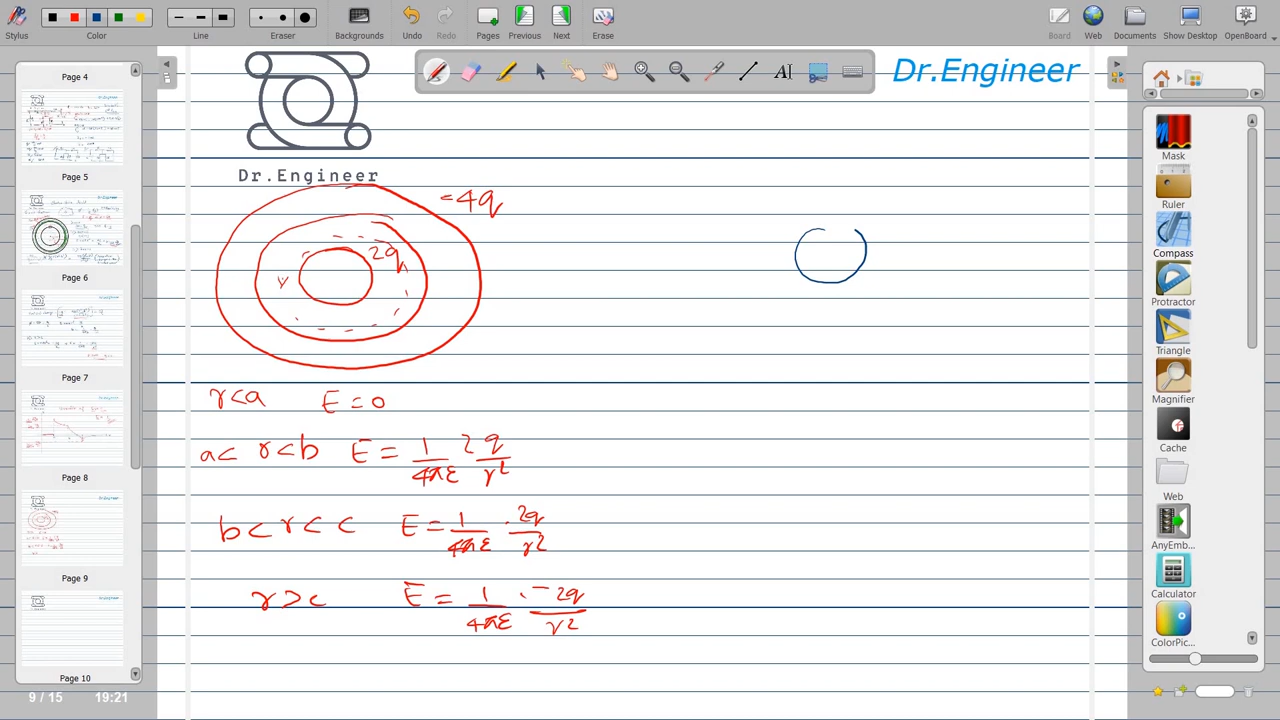 Stylus
Color
Line
Eraser
Backgrounds
Undo
Redo
Pages
Previous
Next
Erase
Board
Web
Documents
Show Desktop
OpenBoard
Page 4
Page 5
Page 6
Page 7
Page 8
Page 9
Page 10
9 / 15 19:21
Dr.Engineer
Dr.Engineer
= 4q
2q
r<a E = 0
a< r<b E = 1/4πε 2 q/r²
b < r < c E = 1/4πε · 2q/r²
r > c E = 1/4πε · -2q/r²
Mask
Ruler
Compass
Protractor
Triangle
Magnifier
Cache
Web
AnyEmb...
Calculator
ColorPic...